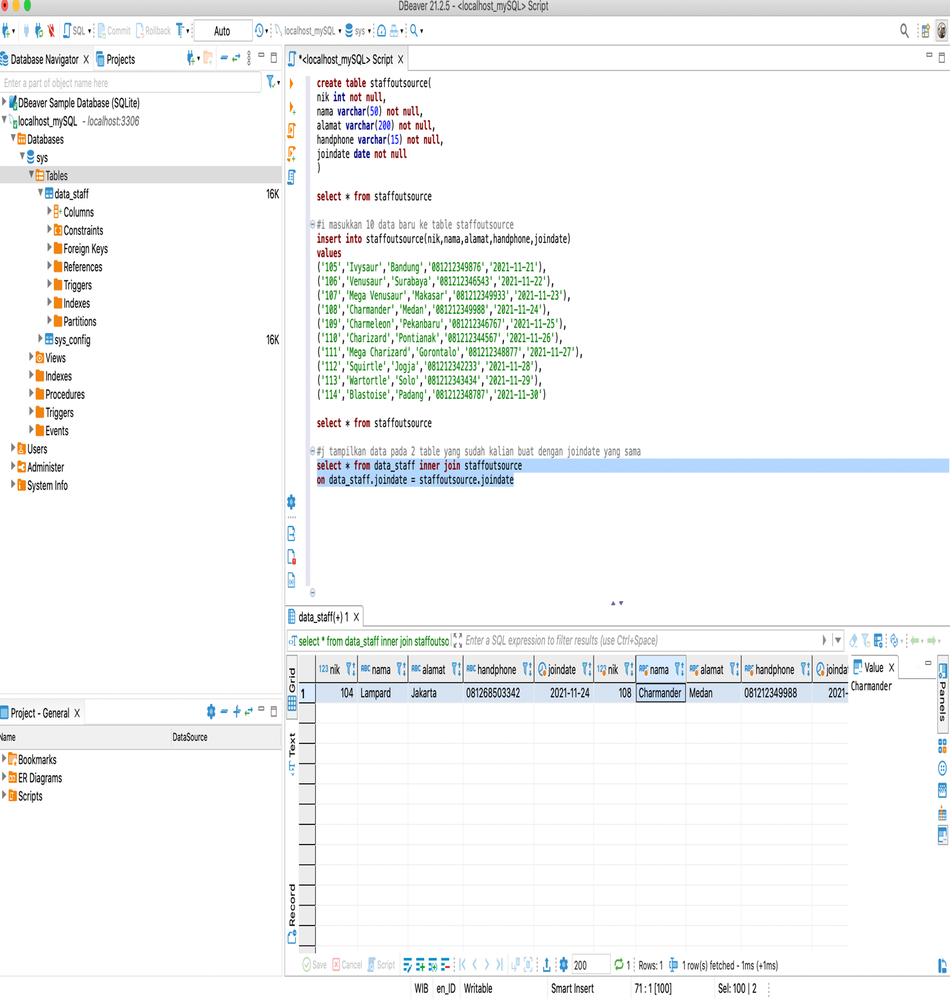 DBeaver 21.2.5 - <localhost_mySQL> Script
SQL
Commit
Rollback
Auto
localhost_mySQL
sys
Database Navigator
Projects
Enter a part of object name here
DBeaver Sample Database (SQLite)
localhost_mySQL - localhost:3306
Databases
sys
Tables
data_staff 16K
Columns
Constraints
Foreign Keys
References
Triggers
Indexes
Partitions
sys_config 16K
Views
Indexes
Procedures
Triggers
Events
Users
Administer
System Info
Project - General
Name DataSource
Bookmarks
ER Diagrams
Scripts
*<localhost_mySQL> Script
create table staffoutsource(
nik int not null,
nama varchar(50) not null,
alamat varchar(200) not null,
handphone varchar(15) not null,
joindate date not null
)
select * from staffoutsource
#i masukkan 10 data baru ke table staffoutsource
insert into staffoutsource(nik,nama,alamat,handphone,joindate)
values
('105','Ivysaur','Bandung','081212349876','2021-11-21'),
('106','Venusaur','Surabaya','081212346543','2021-11-22'),
('107','Mega Venusaur','Makasar','081212349933','2021-11-23'),
('108','Charmander','Medan','081212349988','2021-11-24'),
('109','Charmeleon','Pekanbaru','081212346767','2021-11-25'),
('110','Charizard','Pontianak','081212344567','2021-11-26'),
('111','Mega Charizard','Gorontalo','081212348877','2021-11-27'),
('112','Squirtle','Jogja','081212342233','2021-11-28'),
('113','Wartortle','Solo','081212343434','2021-11-29'),
('114','Blastoise','Padang','081212348787','2021-11-30')
select * from staffoutsource
#j tampilkan data pada 2 table yang sudah kalian buat dengan joindate yang sama
select * from data_staff inner join staffoutsource
on data_staff.joindate = staffoutsource.joindate
data_staff(+) 1
select * from data_staff inner join staffoutso
Enter a SQL expression to filter results (use Ctrl+Space)
Grid
Text
Record
123 nik ABC nama ABC alamat ABC handphone joindate 123 nik ABC nama ABC alamat ABC handphone joinda
1 104 Lampard Jakarta 081268503342 2021-11-24 108 Charmander Medan 081212349988 2021-
Value
Charmander
Panels
Save Cancel Script 200 1 Rows: 1 1 row(s) fetched - 1ms (+1ms)
WIB en_ID Writable Smart Insert 71 : 1 [100] Sel: 100 | 2